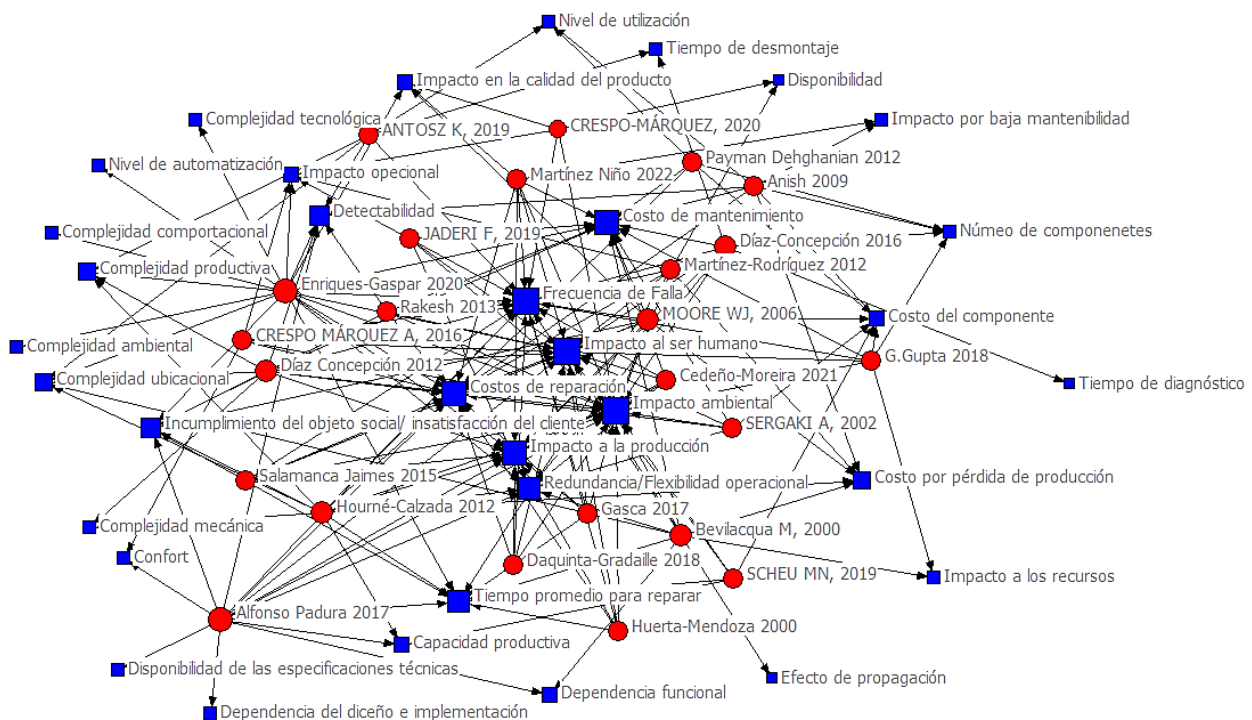 Nivel de utilización
Tiempo de desmontaje
Impacto en la calidad del producto
Disponibilidad
Complejidad tecnológica
ANTOSZ K, 2019
CRESPO-MÁRQUEZ, 2020
Impacto por baja mantenibilidad
Nivel de automatización
Impacto opecional
Martínez Niño 2022
Payman Dehghanian 2012
Anish 2009
Detectabilidad
Costo de mantenimiento
Complejidad comportacional
JADERI F, 2019
Díaz-Concepción 2016
Númeo de componenetes
Complejidad productiva
Enriques-Gaspar 2020
Martínez-Rodríguez 2012
Rakesh 2013
Frecuencia de Falla
MOORE WJ, 2006
Costo del componente
Complejidad ambiental
CRESPO MÁRQUEZ A, 2016
Impacto al ser humano
G.Gupta 2018
Complejidad ubicacional
Díaz Concepción 2012
Costos de reparación
Cedeño-Moreira 2021
Tiempo de diagnóstico
Incumplimiento del objeto social/ insatisfacción del cliente
Impacto ambiental
SERGAKI A, 2002
Impacto a la producción
Salamanca Jaimes 2015
Redundancia/Flexibilidad operacional
Costo por pérdida de producción
Complejidad mecánica
Hourné-Calzada 2012
Gasca 2017
Bevilacqua M, 2000
Confort
Daquinta-Gradaille 2018
SCHEU MN, 2019
Impacto a los recursos
Tiempo promedio para reparar
Alfonso Padura 2017
Capacidad productiva
Huerta-Mendoza 2000
Disponibilidad de las especificaciones técnicas
Efecto de propagación
Dependencia funcional
Dependencia del diceño e implementación